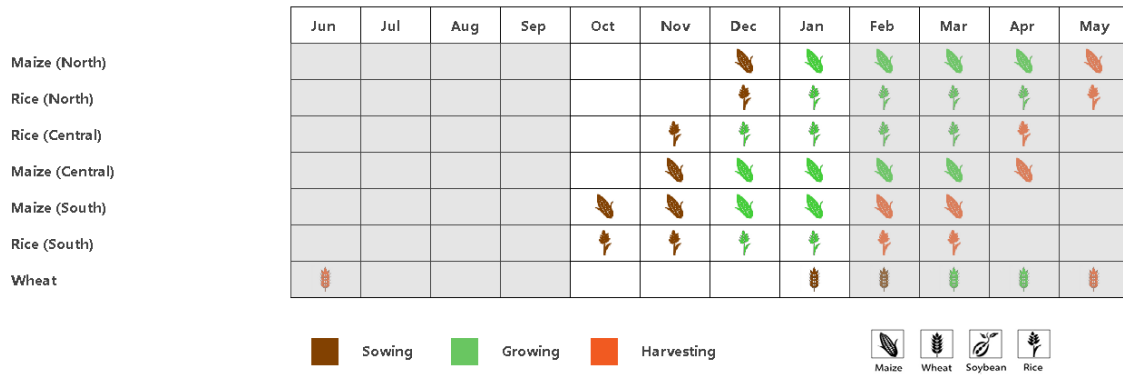 Jun Jul Aug Sep Oct Nov Dec Jan Feb Mar Apr May
Maize (North)
Rice (North)
Rice (Central)
Maize (Central)
Maize (South)
Rice (South)
Wheat
Sowing Growing Harvesting
Maize Wheat Soybean Rice